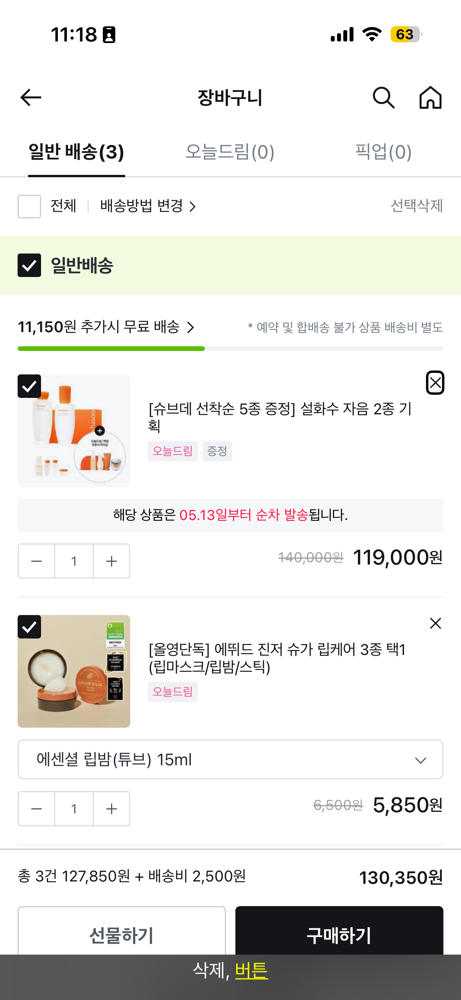 11:18
63
장바구니
일반 배송(3)
오늘드림(0)
픽업(0)
전체
배송방법 변경
선택삭제
일반배송
11,150원 추가시 무료 배송
* 예약 및 합배송 불가 상품 배송비 별도
오늘드림/픽업
[슈브데 선착순 5종 증정] 설화수 자음 2종 기
획
오늘드림
증정
해당 상품은 05.13일부터 순차 발송됩니다.
1
140,000원
119,000원
AWARDS
GINGER SUGAR
[올영단독] 에뛰드 진저 슈가 립케어 3종 택1
(립마스크/립밤/스틱)
오늘드림
에센셜 립밤(튜브) 15ml
1
6,500원
5,850원
총 3건 127,850원 + 배송비 2,500원
130,350원
선물하기
구매하기
삭제, 버튼